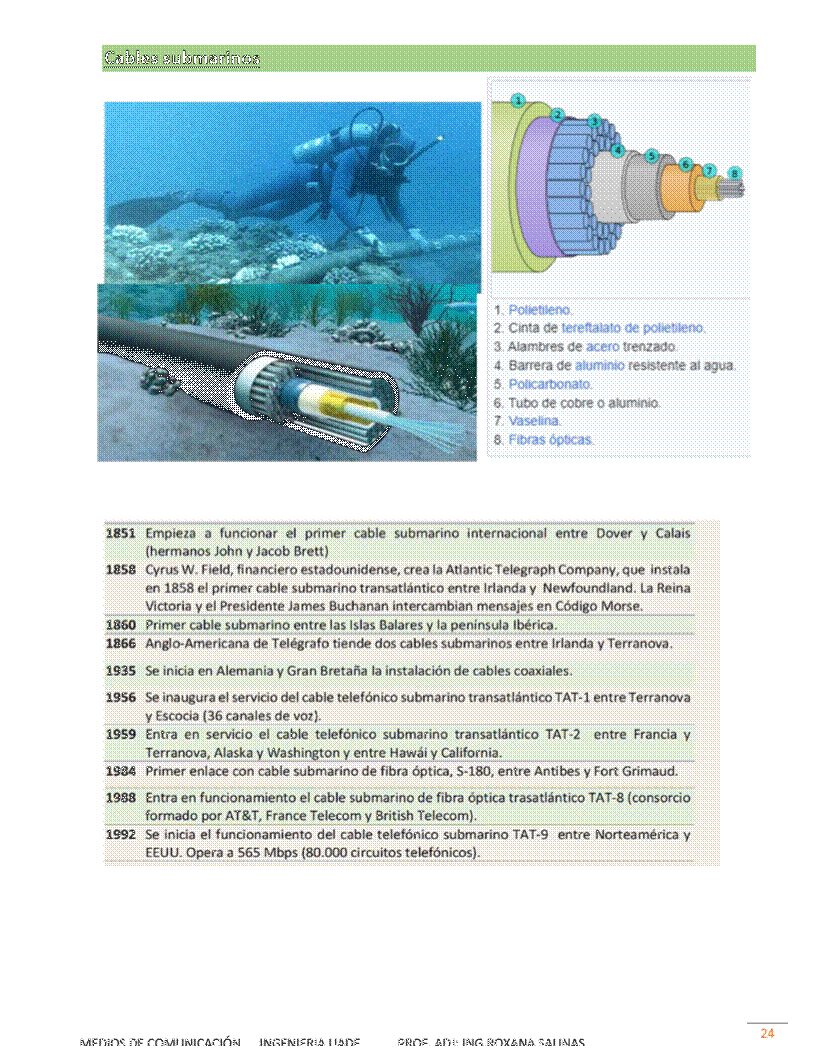 Cables submarinos
1
2
3
4
5
6
7
8
1. Polietileno.
2. Cinta de tereftalato de polietileno.
3. Alambres de acero trenzado.
4. Barrera de aluminio resistente al agua.
5. Policarbonato.
6. Tubo de cobre o aluminio.
7. Vaselina.
8. Fibras ópticas.
1851 Empieza a funcionar el primer cable submarino internacional entre Dover y Calais
(hermanos John y Jacob Brett)
1858 Cyrus W. Field, financiero estadounidense, crea la Atlantic Telegraph Company, que instala
en 1858 el primer cable submarino transatlántico entre Irlanda y Newfoundland. La Reina
Victoria y el Presidente James Buchanan intercambian mensajes en Código Morse.
1860 Primer cable submarino entre las Islas Balares y la península Ibérica.
1866 Anglo-Americana de Telégrafo tiende dos cables submarinos entre Irlanda y Terranova.
1935 Se inicia en Alemania y Gran Bretaña la instalación de cables coaxiales.
1956 Se inaugura el servicio del cable telefónico submarino transatlántico TAT-1 entre Terranova
y Escocia (36 canales de voz).
1959 Entra en servicio el cable telefónico submarino transatlántico TAT-2 entre Francia y
Terranova, Alaska y Washington y entre Hawái y California.
1984 Primer enlace con cable submarino de fibra óptica, S-180, entre Antibes y Fort Grimaud.
1988 Entra en funcionamiento el cable submarino de fibra óptica trasatlántico TAT-8 (consorcio
formado por AT&T, France Telecom y British Telecom).
1992 Se inicia el funcionamiento del cable telefónico submarino TAT-9 entre Norteamérica y
EEUU. Opera a 565 Mbps (80.000 circuitos telefónicos).
24
MEDIOS DE COMUNICACIÓN INGENIERIA UADE PROF. ADJ: ING ROXANA SALINAS